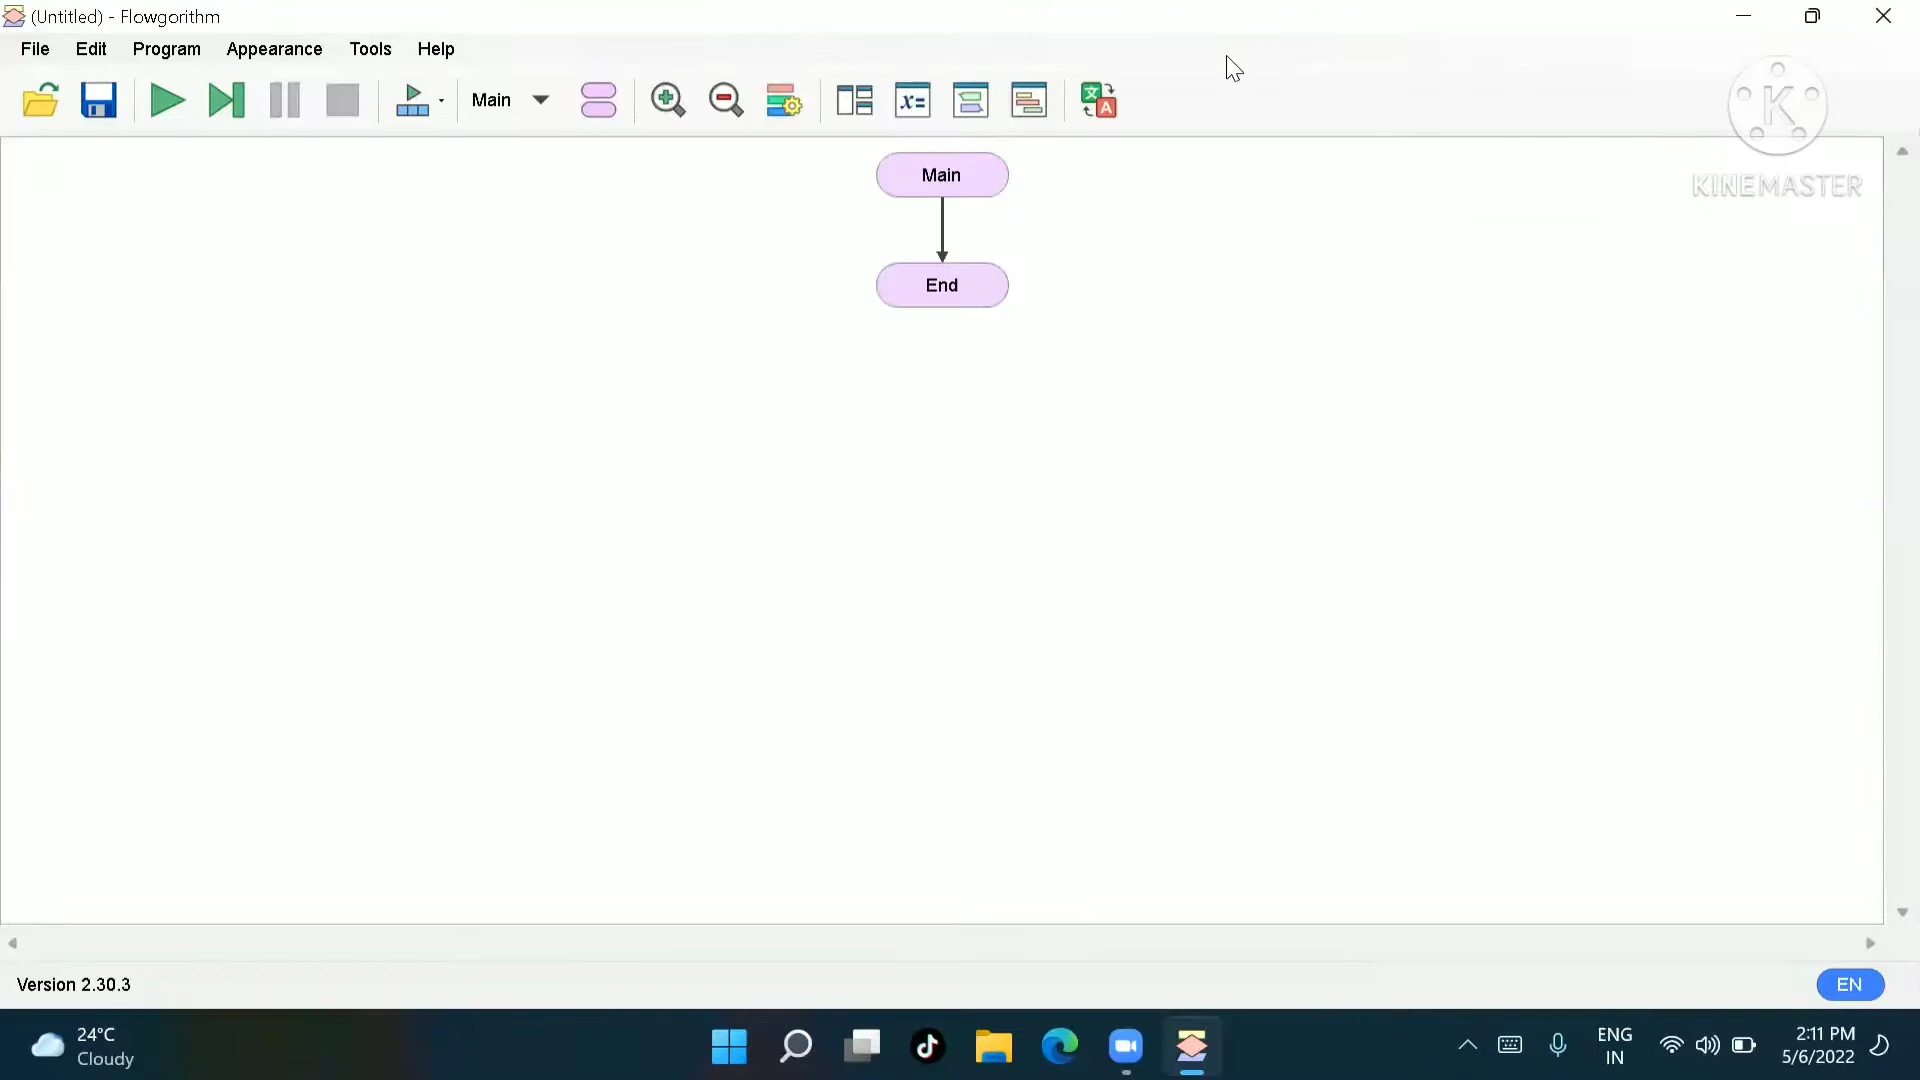 (Untitled) - Flowgorithm
File Edit Program Appearance Tools Help
Main
x=
文 A
K
KINEMASTER
Main
End
Version 2.30.3
EN
24°C
Cloudy
ENG
IN
2:11 PM
5/6/2022